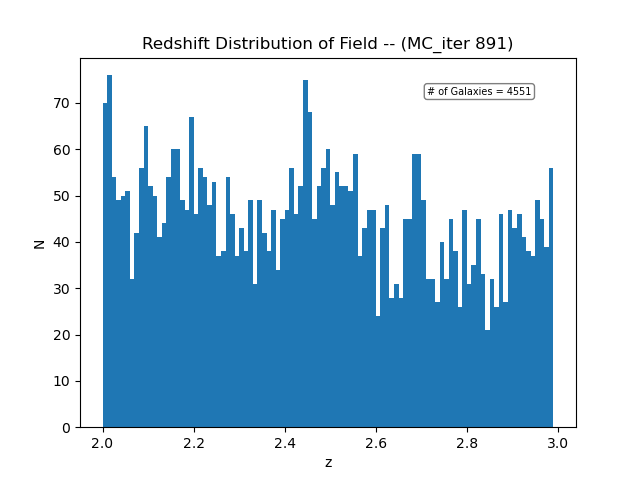 Redshift Distribution of Field -- (MC_iter 891)
# of Galaxies = 4551
70
60
50
40
30
20
10
0
N
2.0 2.2 2.4 2.6 2.8 3.0
z